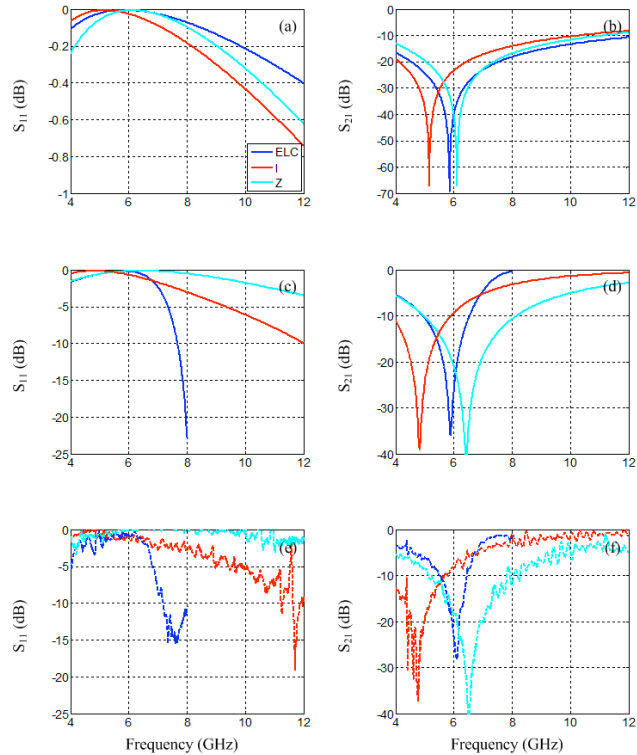 0
-0.2
-0.4
-0.6
-0.8
-1
S11 (dB)
(a)
ELC
I
Z
4 6 8 10 12
0
-10
-20
-30
-40
-50
-60
-70
S21 (dB)
(b)
4 6 8 10 12
0
-5
-10
-15
-20
-25
S11 (dB)
(c)
4 6 8 10 12
0
-10
-20
-30
-40
S21 (dB)
(d)
4 6 8 10 12
0
-5
-10
-15
-20
-25
S11 (dB)
(e)
4 6 8 10 12
Frequency (GHz)
0
-10
-20
-30
-40
S21 (dB)
(f)
4 6 8 10 12
Frequency (GHz)